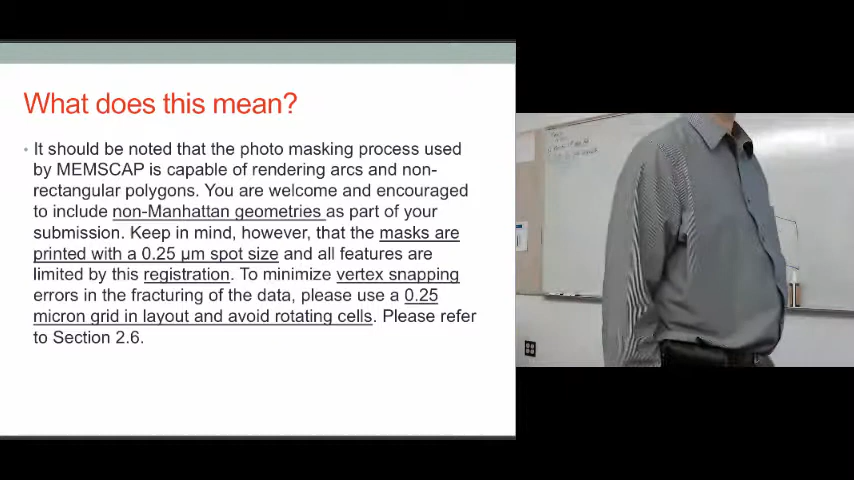 What does this mean?
• It should be noted that the photo masking process used
by MEMSCAP is capable of rendering arcs and non-
rectangular polygons. You are welcome and encouraged
to include non-Manhattan geometries as part of your
submission. Keep in mind, however, that the masks are
printed with a 0.25 µm spot size and all features are
limited by this registration. To minimize vertex snapping
errors in the fracturing of the data, please use a 0.25
micron grid in layout and avoid rotating cells. Please refer
to Section 2.6.